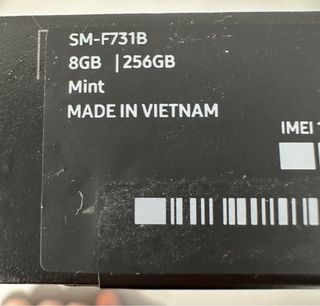 SM-F731B
8GB | 256GB
Mint
MADE IN VIETNAM
IMEI